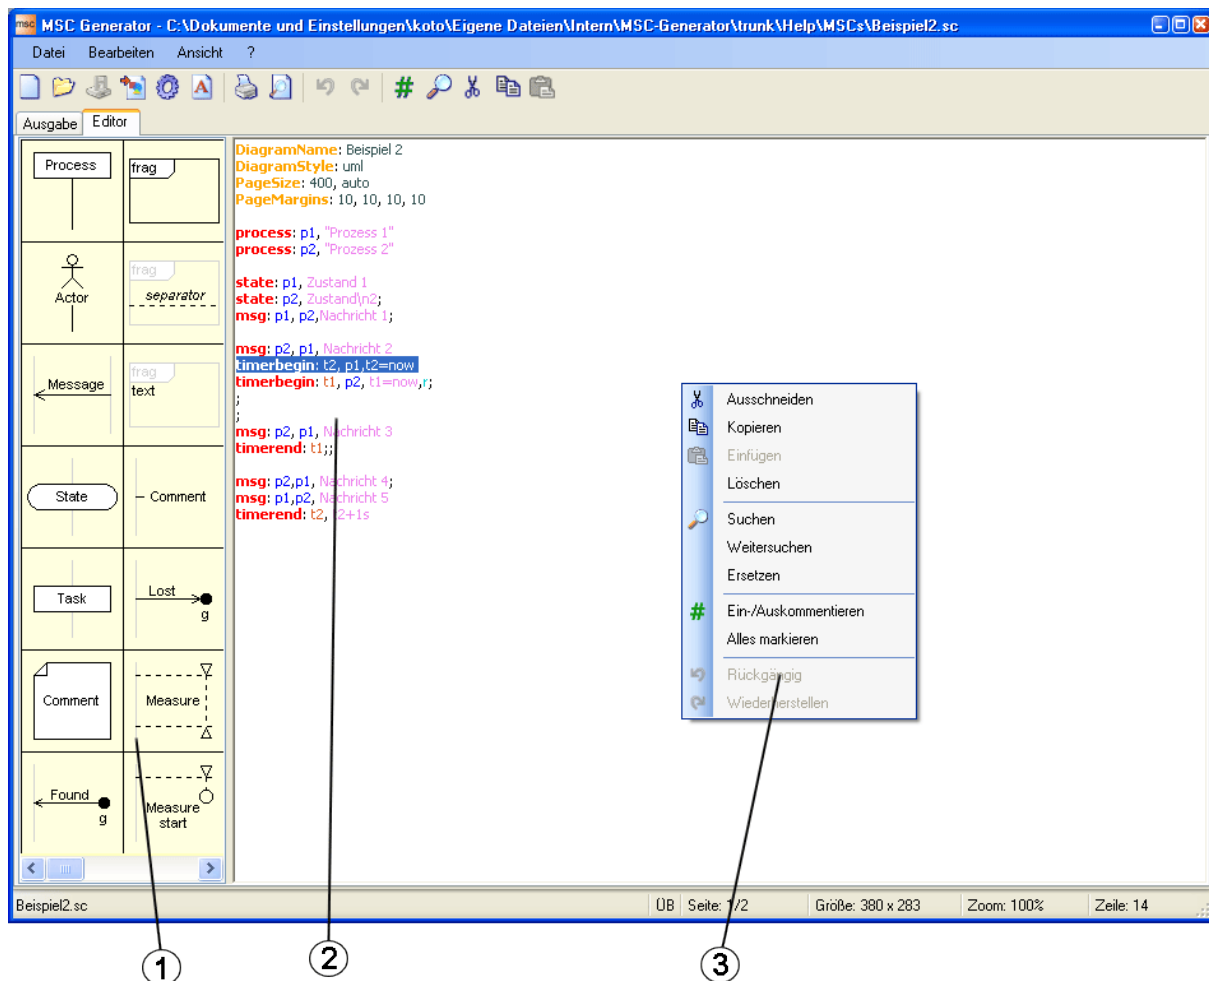 msc MSC Generator - C:\Dokumente und Einstellungen\koto\Eigene Dateien\Intern\MSC-Generator\trunk\Help\MSCs\Beispiel2.sc
Datei Bearbeiten Ansicht ?
Ausgabe Editor
Process
frag
Actor
frag
separator
Message
frag
text
State
Comment
Task
Lost
g
Comment
Measure
Found
g
Measure
start
DiagramName: Beispiel 2
DiagramStyle: uml
PageSize: 400, auto
PageMargins: 10, 10, 10, 10
process: p1, "Prozess 1"
process: p2, "Prozess 2"
state: p1, Zustand 1
state: p2, Zustand\n2;
msg: p1, p2,Nachricht 1;
msg: p2, p1, Nachricht 2
timerbegin: t2, p1,t2=now
timerbegin: t1, p2, t1=now,r;
;
;
msg: p2, p1, Nachricht 3
timerend: t1;;
msg: p2,p1, Nachricht 4;
msg: p1,p2, Nachricht 5
timerend: t2, t2+1s
Ausschneiden
Kopieren
Einfügen
Löschen
Suchen
Weitersuchen
Ersetzen
# Ein-/Auskommentieren
Alles markieren
Rückgängig
Wiederherstellen
Beispiel2.sc ÜB Seite: 1/2 Größe: 380 x 283 Zoom: 100% Zeile: 14
1 2 3